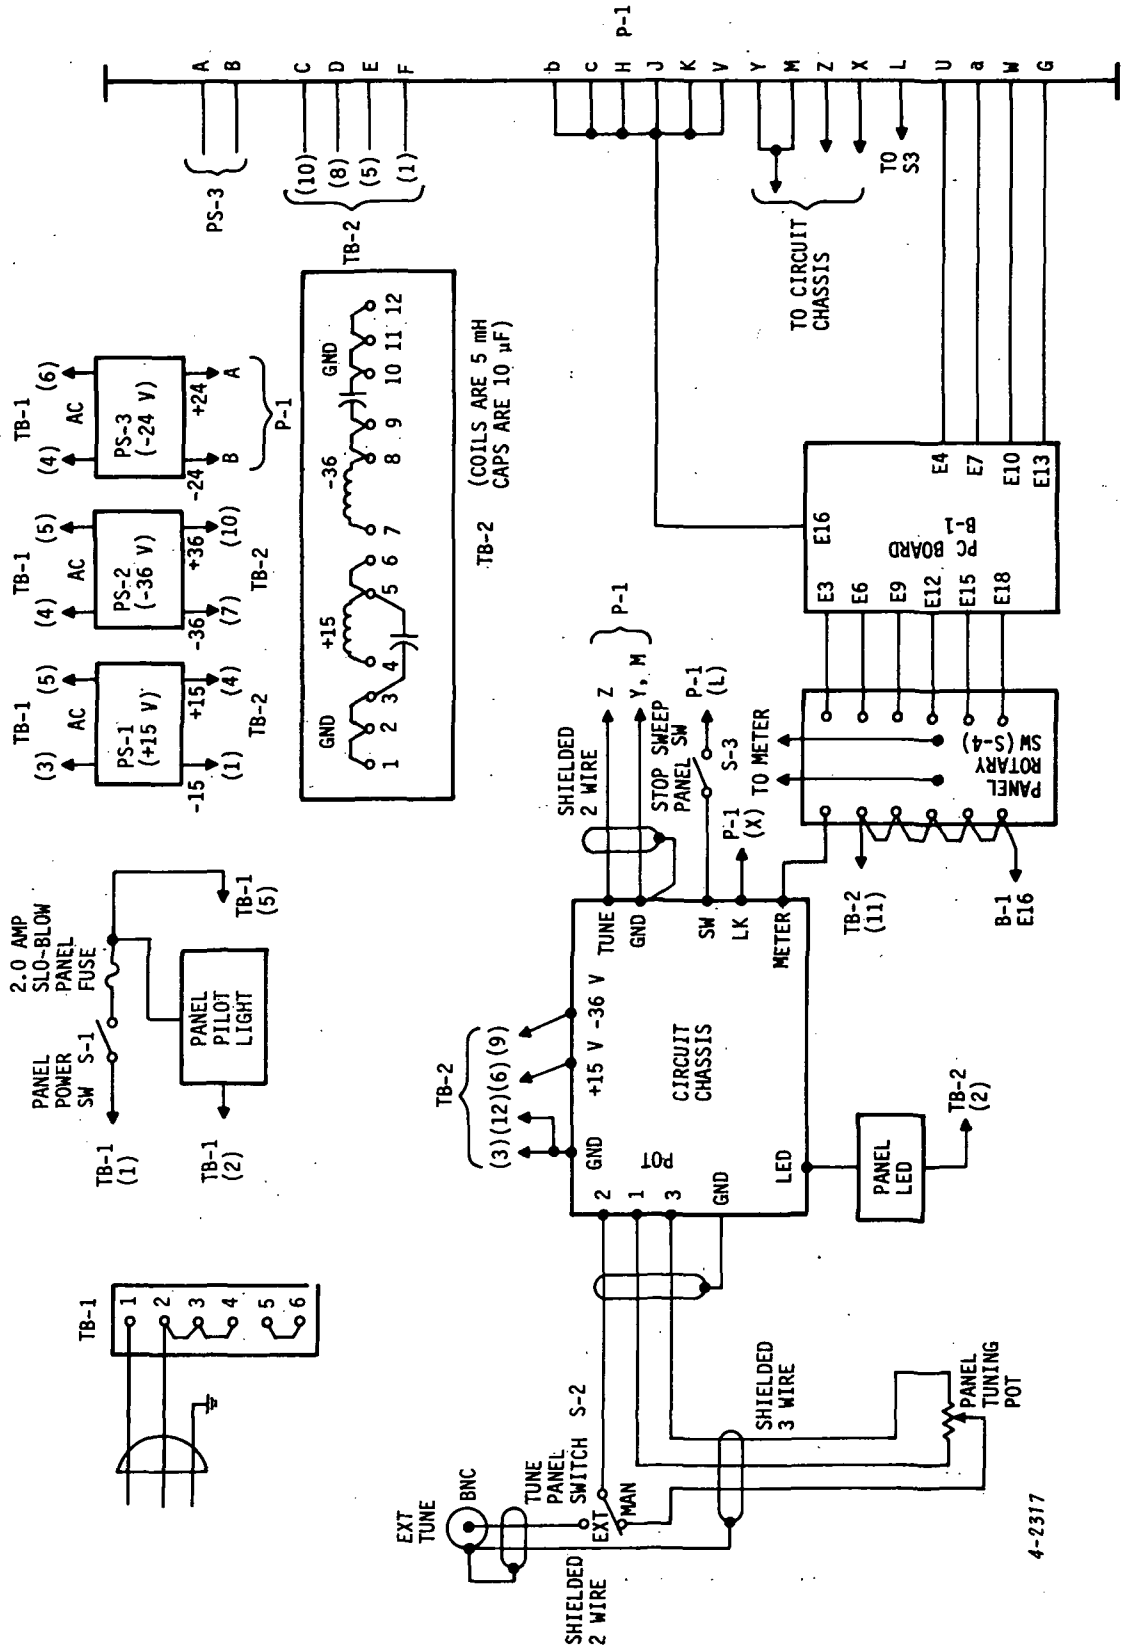 TB-1
1
2
3
4
5
6
PANEL
POWER
SW S-1
2.0 AMP
SLO-BLOW
PANEL
FUSE
TB-1
(1)
TB-1
(2)
PANEL
PILOT
LIGHT
TB-1
(5)
TB-1
(3) AC (5)
PS-1
(+15 V)
-15 +15
(1) (4)
TB-2
TB-1
(4) AC (5)
PS-2
(-36 V)
-36 +36
(7) (10)
TB-2
TB-1
(4) AC (6)
PS-3
(-24 V)
-24 +24
B A
P-1
GND +15 -36 GND
1 2 3 4 5 6 7 8 9 10 11 12
TB-2
(COILS ARE 5 mH
CAPS ARE 10 µF)
PS-3
A
B
TB-2
(10) C
(8) D
(5) E
(1) F
P-1
b
c
H
J
K
V
Y
M
Z
X
L
U
a
W
G
TO CIRCUIT
CHASSIS
TO
S3
EXT
TUNE
BNC
SHIELDED
2 WIRE
TUNE
PANEL
SWITCH S-2
EXT
MAN
SHIELDED
3 WIRE
PANEL
TUNING
POT
TB-2
(3)(12)(6)(9)
GND +15 V -36 V
POT
2
1
3
GND
LED
CIRCUIT
CHASSIS
TUNE
GND
SW
LK
METER
PANEL
LED
TB-2
(2)
SHIELDED
2 WIRE
Z
Y, M
P-1
STOP SWEEP
PANEL SW
S-3
P-1
(L)
P-1
(X)
TO METER
TB-2
(11)
B-1
E16
PANEL
ROTARY
SW (S-4)
E3
E6
E9
E12
E15
E18
E16
PC BOARD
B-1
E4
E7
E10
E13
4-2317